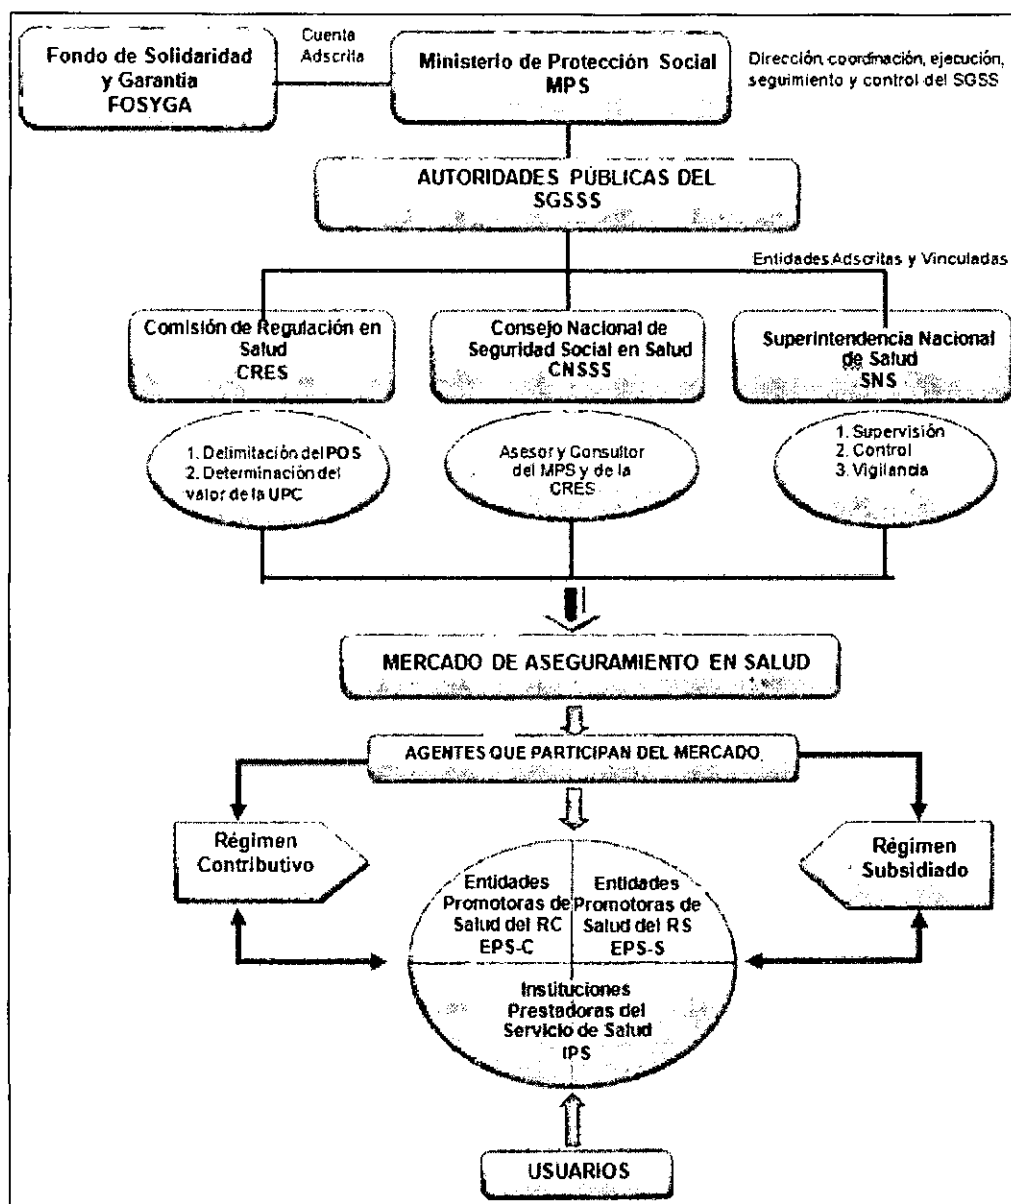 Fondo de Solidaridad
y Garantía
FOSYGA
Cuenta
Adscrita
Ministerio de Protección Social
MPS
Dirección, coordinación, ejecución,
seguimiento y control del SGSS
AUTORIDADES PÚBLICAS DEL
SGSSS
Entidades Adscritas y Vinculadas
Comisión de Regulación en
Salud
CRES
Consejo Nacional de
Seguridad Social en Salud
CNSSS
Superintendencia Nacional
de Salud
SNS
1. Delimitación del POS
2. Determinación del
valor de la UPC
Asesor y Consultor
del MPS y de la
CRES
1. Supervisión
2. Control
3. Vigilancia
MERCADO DE ASEGURAMIENTO EN SALUD
AGENTES QUE PARTICIPAN DEL MERCADO
Régimen
Contributivo
Régimen
Subsidiado
Entidades
Promotoras de
Salud del RC
EPS-C
Entidades
Promotoras de
Salud del RS
EPS-S
Instituciones
Prestadoras del
Servicio de Salud
IPS
USUARIOS